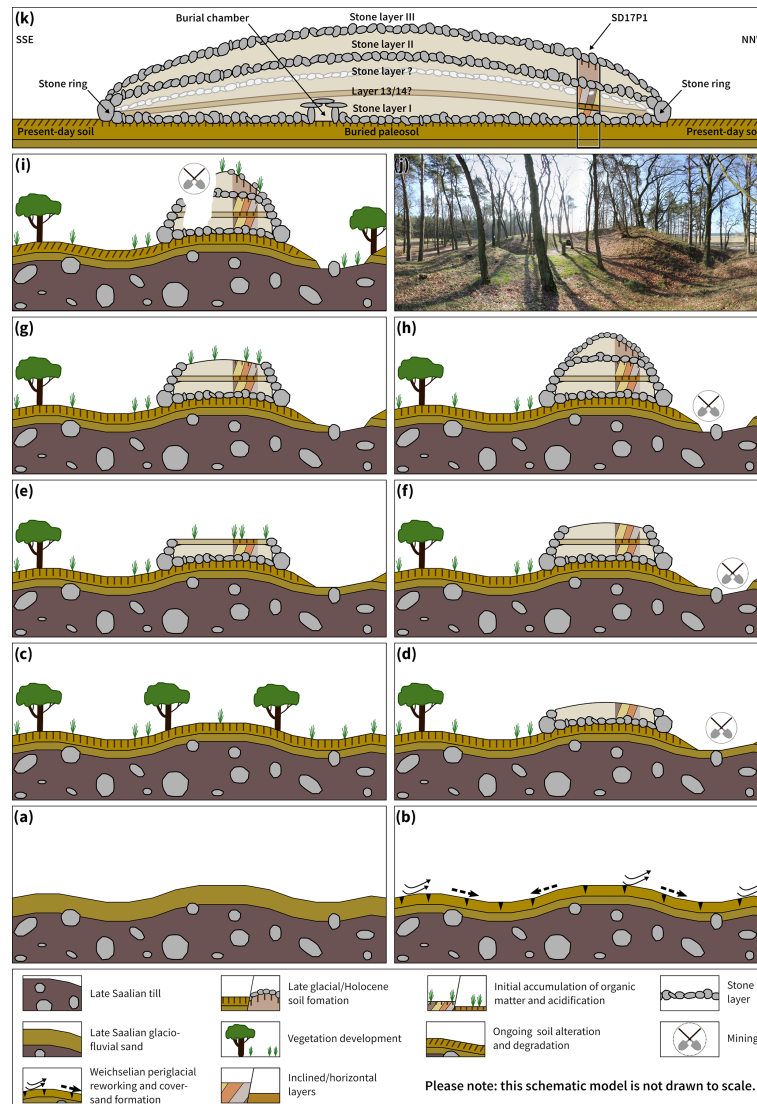 (k)
Burial chamber
Stone layer III
SD17P1
SSE
NN
Stone layer II
Stone ring
Stone layer ?
Stone ring
Layer 13/14?
Stone layer I
Present-day soil
Buried paleosol
Present-day so
(i)
(j)
(g)
(h)
(e)
(f)
(c)
(d)
(a)
(b)
Late Saalian till
Late glacial/Holocene
soil fomation
Initial accumulation of organic
matter and acidification
Stone
layer
Late Saalian glacio-
fluvial sand
Vegetation development
Ongoing soil alteration
and degradation
Mining
Weichselian periglacial
reworking and cover-
sand formation
Inclined/horizontal
layers
Please note: this schematic model is not drawn to scale.